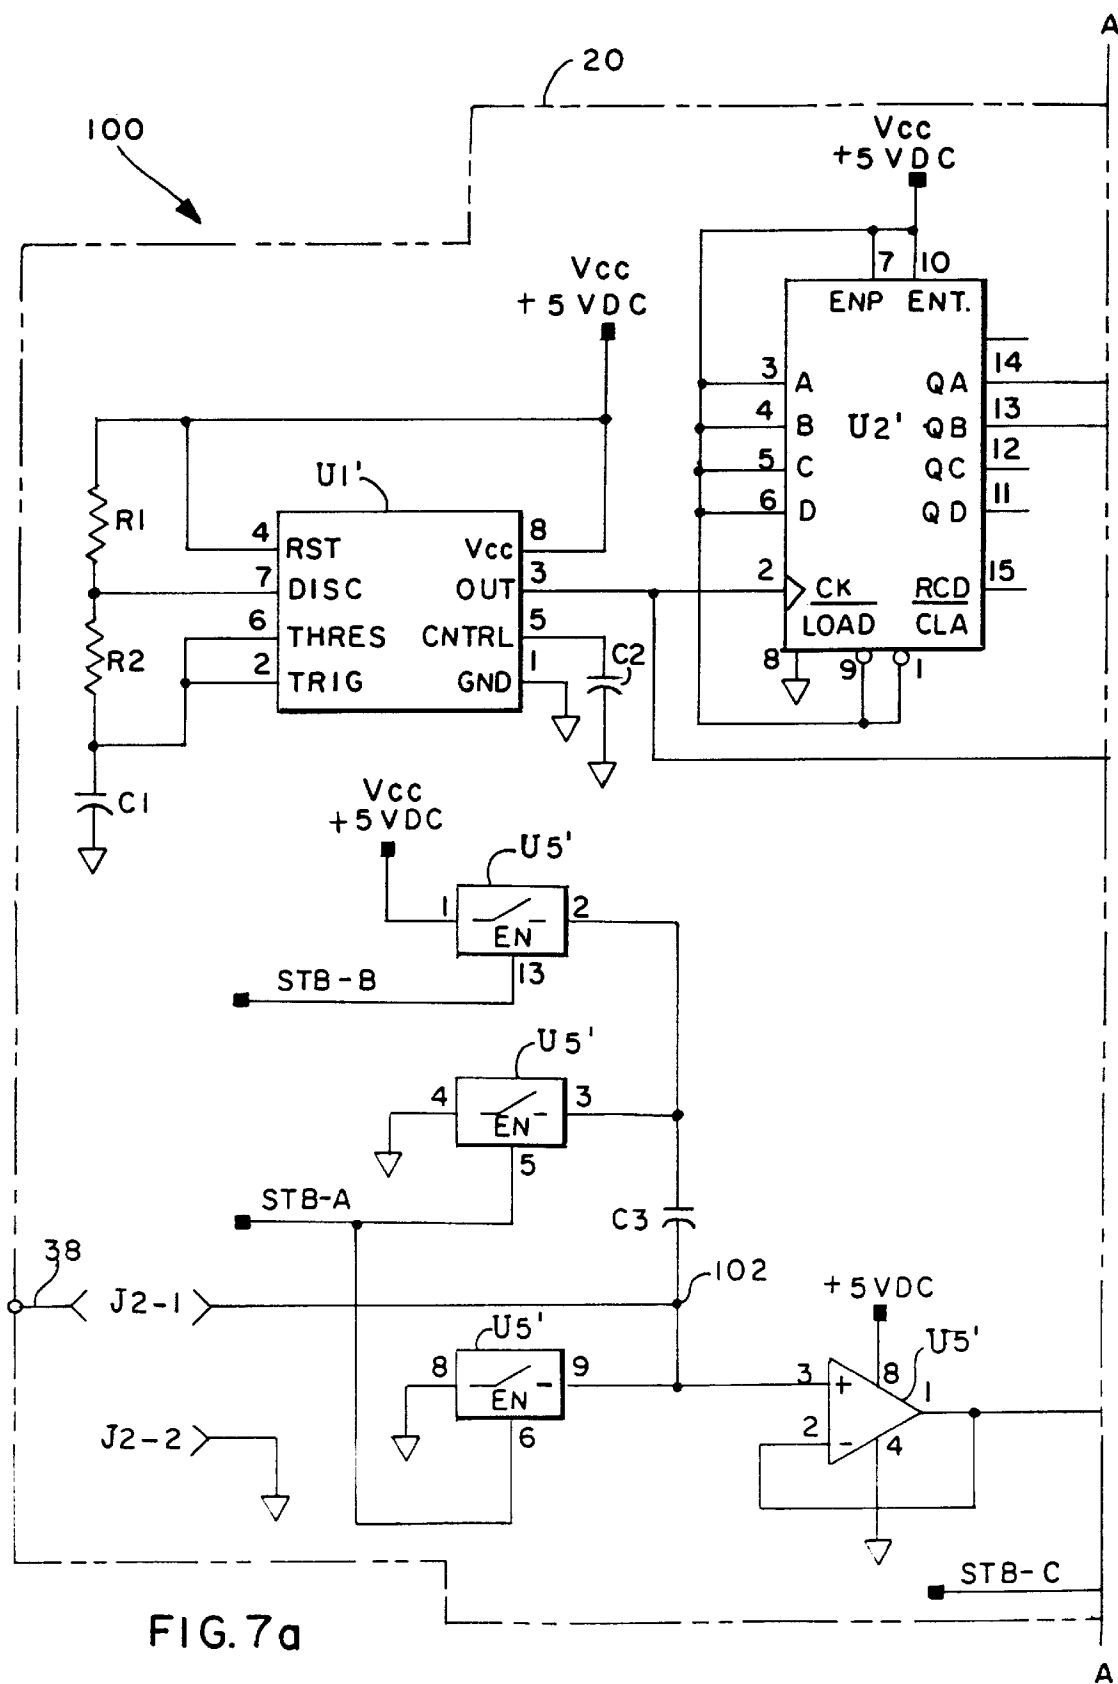 A
20
100
Vcc
+5 VDC
7 10
ENP ENT.
Vcc
+5 VDC
3 A
QA 14
4 B
U2'
QB 13
5 C
QC 12
6 D
QD 11
2 CK
RCD 15
LOAD
CLA
8
9
1
U1'
R1
4 RST
Vcc 8
7 DISC
OUT 3
6 THRES
CNTRL 5
R2
2 TRIG
GND 1
C2
C1
Vcc
+5 VDC
U5'
1
2
EN
13
STB-B
U5'
4
3
EN
5
STB-A
C3
38
J2-1
102
+5 VDC
U5'
U5'
8
9
EN
6
3 +
8
1
2 -
4
J2-2
STB-C
FIG. 7a
A